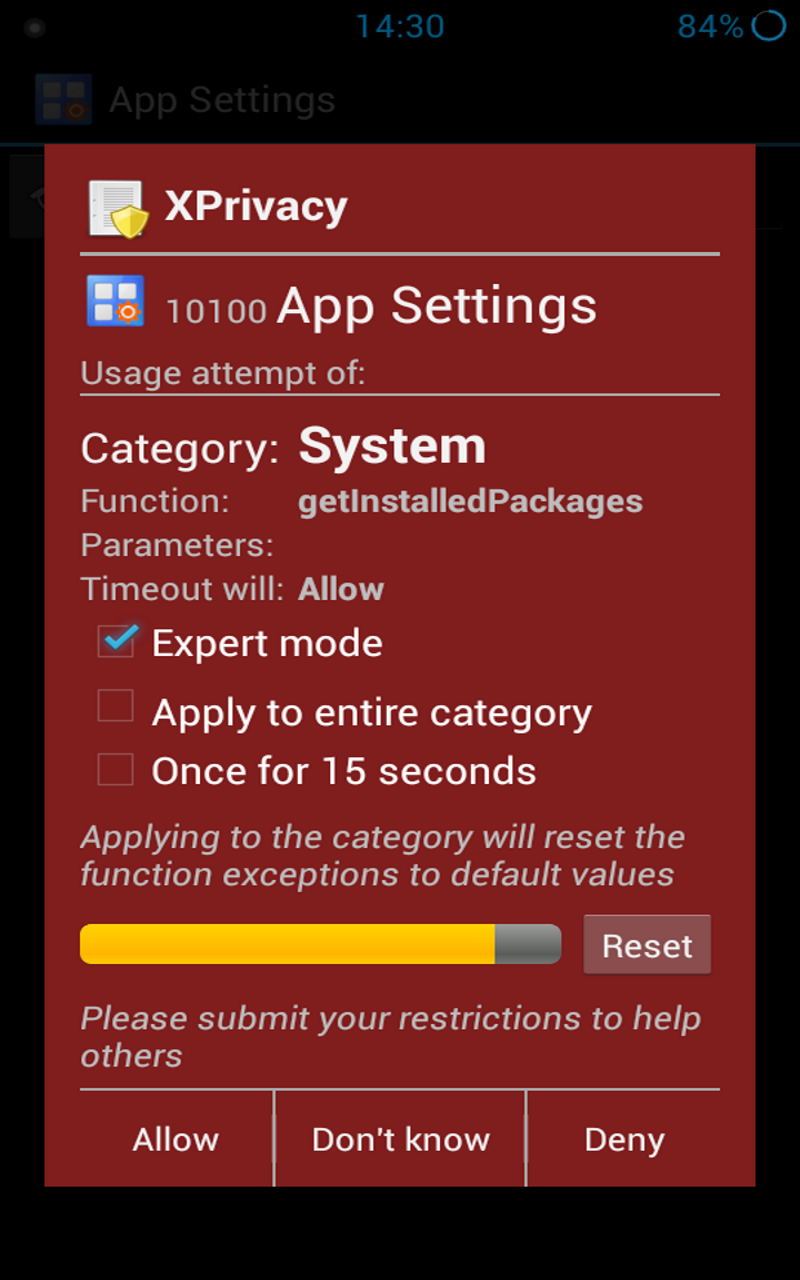 14:30 84%
App Settings
XPrivacy
10100 App Settings
Usage attempt of:
Category: System
Function: getInstalledPackages
Parameters:
Timeout will: Allow
Expert mode
Apply to entire category
Once for 15 seconds
Applying to the category will reset the
function exceptions to default values
Reset
Please submit your restrictions to help
others
Allow Don't know Deny